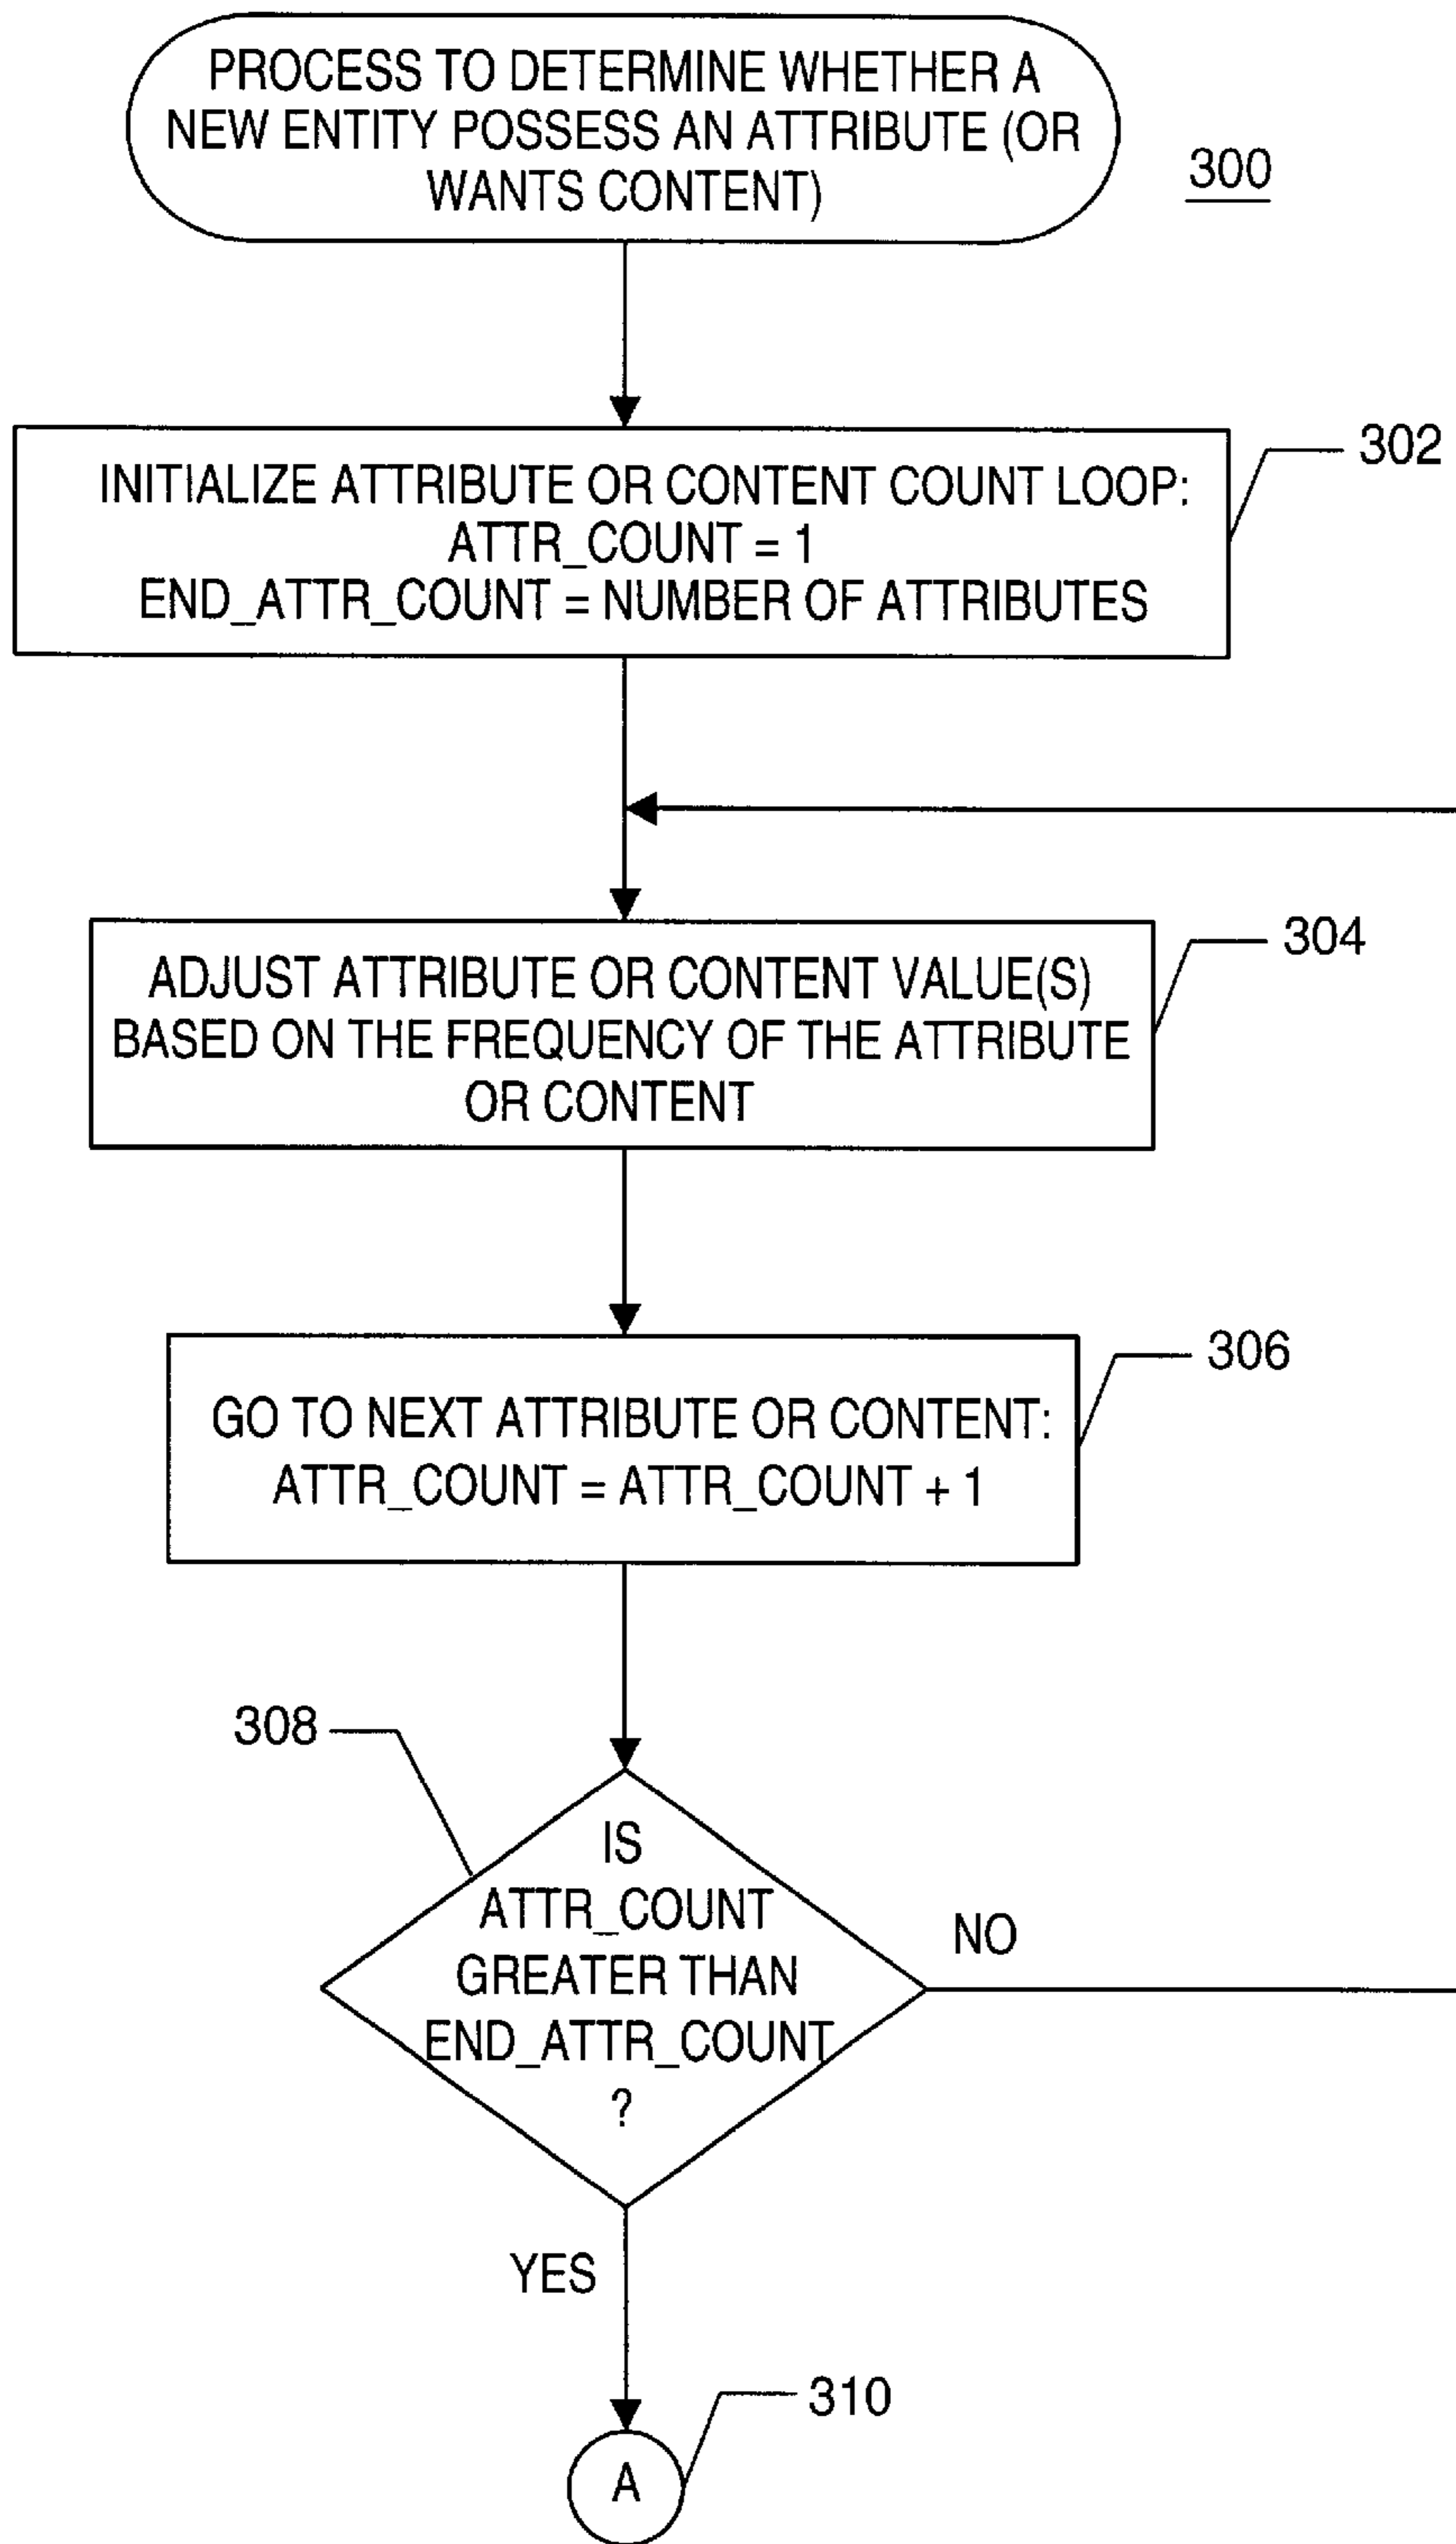 PROCESS TO DETERMINE WHETHER A
NEW ENTITY POSSESS AN ATTRIBUTE (OR
WANTS CONTENT)
300
302
INITIALIZE ATTRIBUTE OR CONTENT COUNT LOOP:
ATTR_COUNT = 1
END_ATTR_COUNT = NUMBER OF ATTRIBUTES
304
ADJUST ATTRIBUTE OR CONTENT VALUE(S)
BASED ON THE FREQUENCY OF THE ATTRIBUTE
OR CONTENT
306
GO TO NEXT ATTRIBUTE OR CONTENT:
ATTR_COUNT = ATTR_COUNT + 1
308
IS
ATTR_COUNT
GREATER THAN
END_ATTR_COUNT
?
NO
YES
310
A